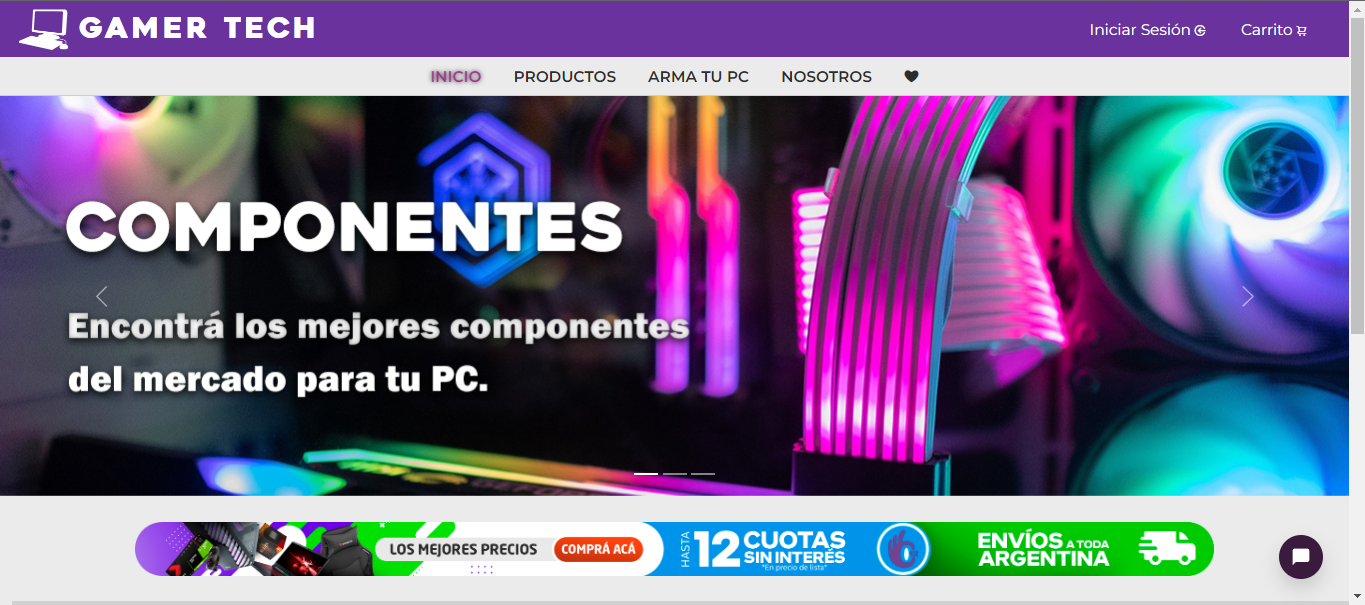 GAMER TECH
Iniciar Sesión
Carrito
INICIO
PRODUCTOS
ARMA TU PC
NOSOTROS
COMPONENTES
Encontrá los mejores componentes
del mercado para tu PC.
LOS MEJORES PRECIOS
COMPRÁ ACÁ
HASTA
12 CUOTAS
SIN INTERÉS
"En precio de lista"
ENVÍOS A TODA
ARGENTINA